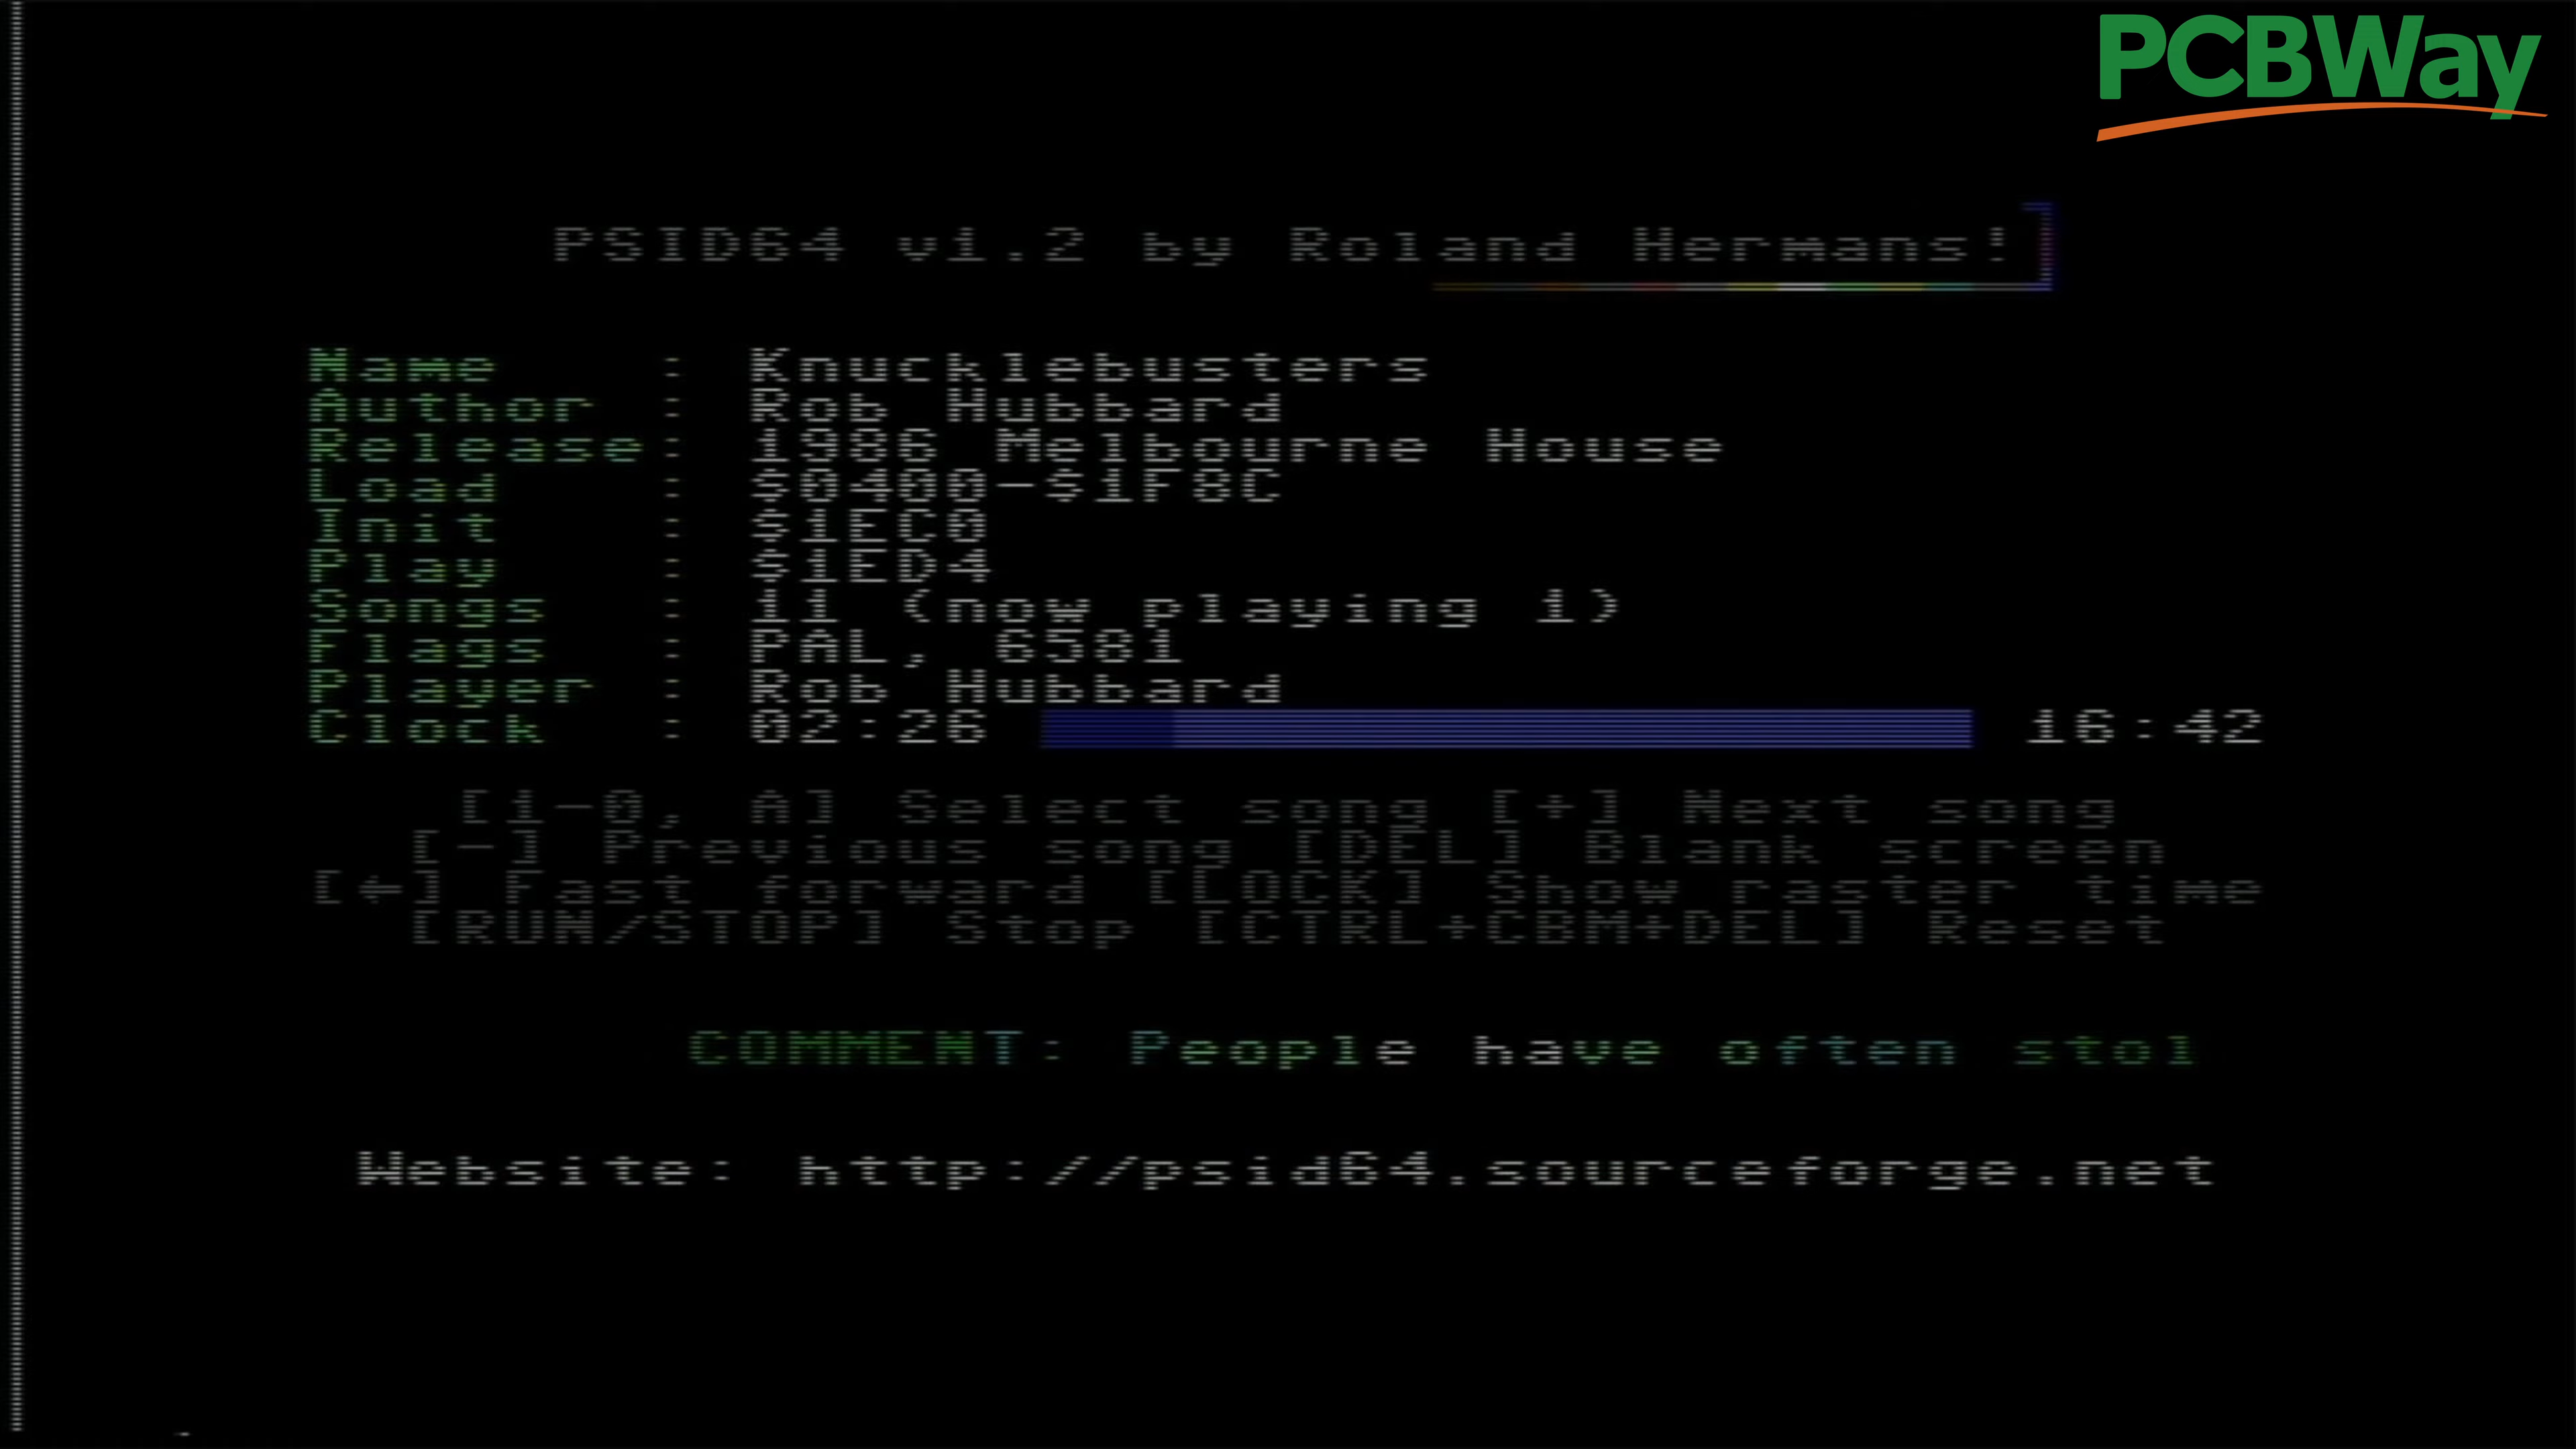 PCBWay
PSID64 v1.2 by Roland Hermans!
Name : Knucklebusters
Author : Rob Hubbard
Release: 1986 Melbourne House
Load : $0400-$1F8C
Init : $1EC0
Play : $1ED4
Songs : 11 (now playing 1)
Flags : PAL, 6581
Player : Rob Hubbard
Clock : 02:26 16:42
[1-0, A] Select song [+] Next song
[-] Previous song [DEL] Blank screen
[←] Fast forward [LOCK] Show raster time
[RUN/STOP] Stop [CTRL+CBM+DEL] Reset
COMMENT: People have often stol
Website: http://psid64.sourceforge.net